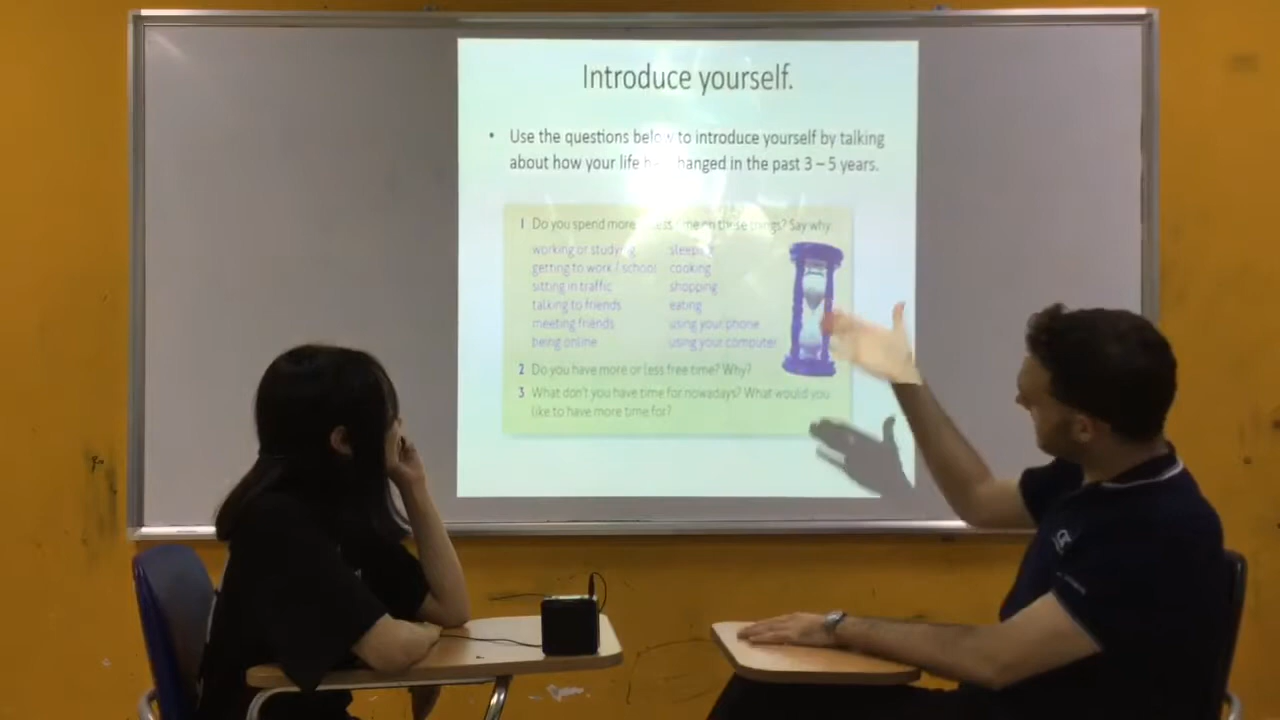 Introduce yourself.
• Use the questions below to introduce yourself by talking
about how your life changed in the past 3 – 5 years.
1 Do you spend more less time on these things? Say why
working or studying sleeping
getting to work / school cooking
sitting in traffic shopping
talking to friends eating
meeting friends using your phone
being online using your computer
2 Do you have more or less free time? Why?
3 What don't you have time for nowadays? What would you
like to have more time for?